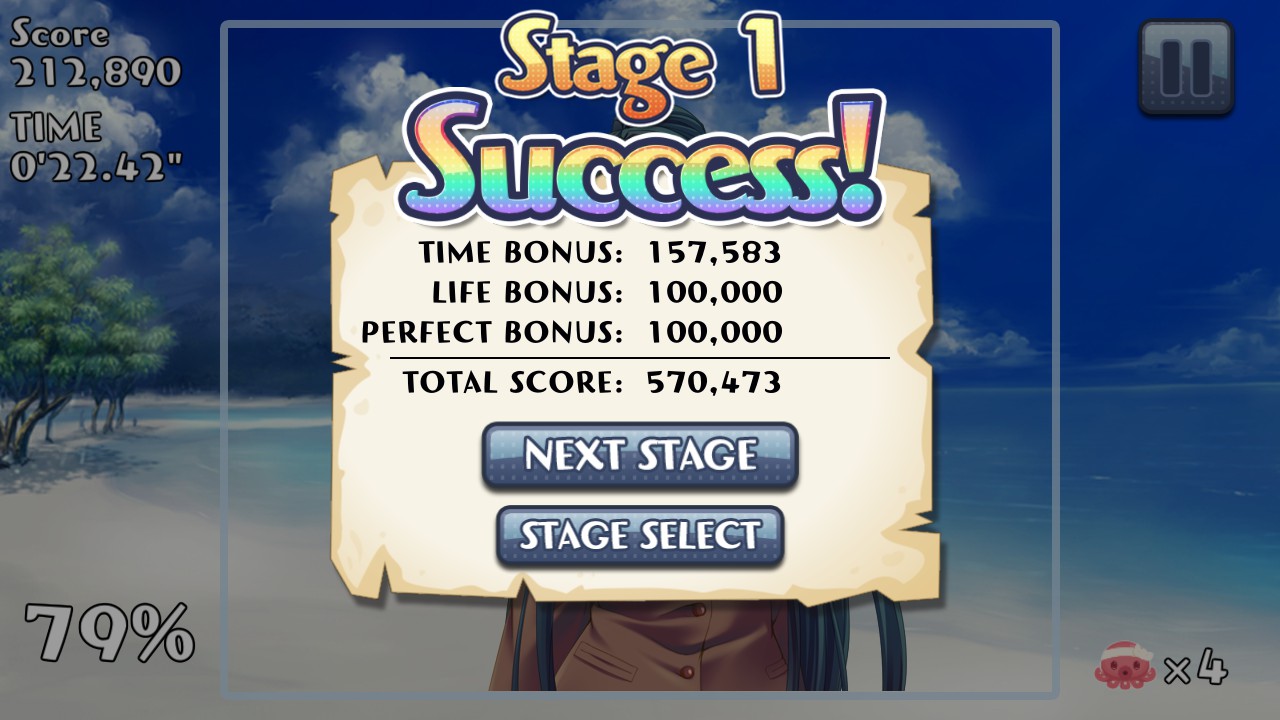 Score
212,890
TIME
0'22.42"
Stage 1
Success!
TIME BONUS: 157,583
LIFE BONUS: 100,000
PERFECT BONUS: 100,000
TOTAL SCORE: 570,473
NEXT STAGE
STAGE SELECT
79%
×4